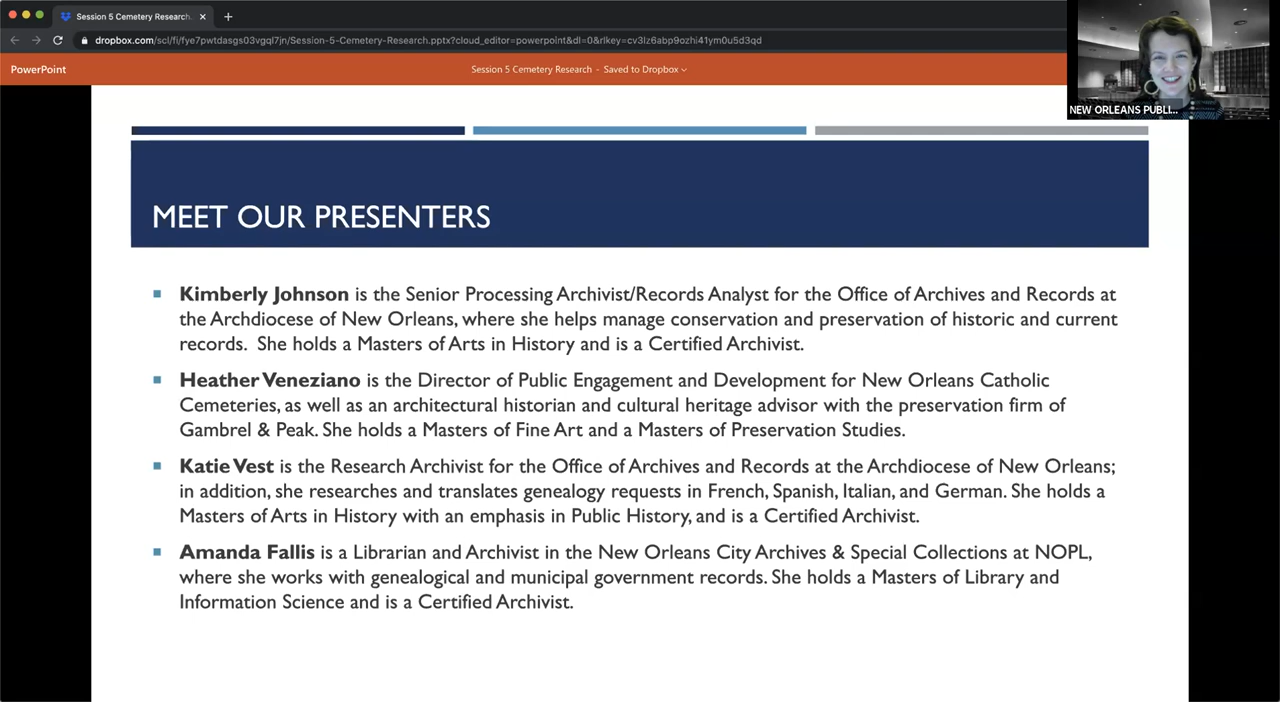 Session 5 Cemetery Research.
dropbox.com/scl/fi/fye7pwtdasgs03vgql7jn/Session-5-Cemetery-Research.pptx?cloud_editor=powerpoint&dl=0&rlkey=cv3lz6abp9ozhi41ym0u5d3qd
PowerPoint
Session 5 Cemetery Research - Saved to Dropbox
NEW ORLEANS PUBLI...
MEET OUR PRESENTERS
Kimberly Johnson is the Senior Processing Archivist/Records Analyst for the Office of Archives and Records at
the Archdiocese of New Orleans, where she helps manage conservation and preservation of historic and current
records. She holds a Masters of Arts in History and is a Certified Archivist.
Heather Veneziano is the Director of Public Engagement and Development for New Orleans Catholic
Cemeteries, as well as an architectural historian and cultural heritage advisor with the preservation firm of
Gambrel & Peak. She holds a Masters of Fine Art and a Masters of Preservation Studies.
Katie Vest is the Research Archivist for the Office of Archives and Records at the Archdiocese of New Orleans;
in addition, she researches and translates genealogy requests in French, Spanish, Italian, and German. She holds a
Masters of Arts in History with an emphasis in Public History, and is a Certified Archivist.
Amanda Fallis is a Librarian and Archivist in the New Orleans City Archives & Special Collections at NOPL,
where she works with genealogical and municipal government records. She holds a Masters of Library and
Information Science and is a Certified Archivist.